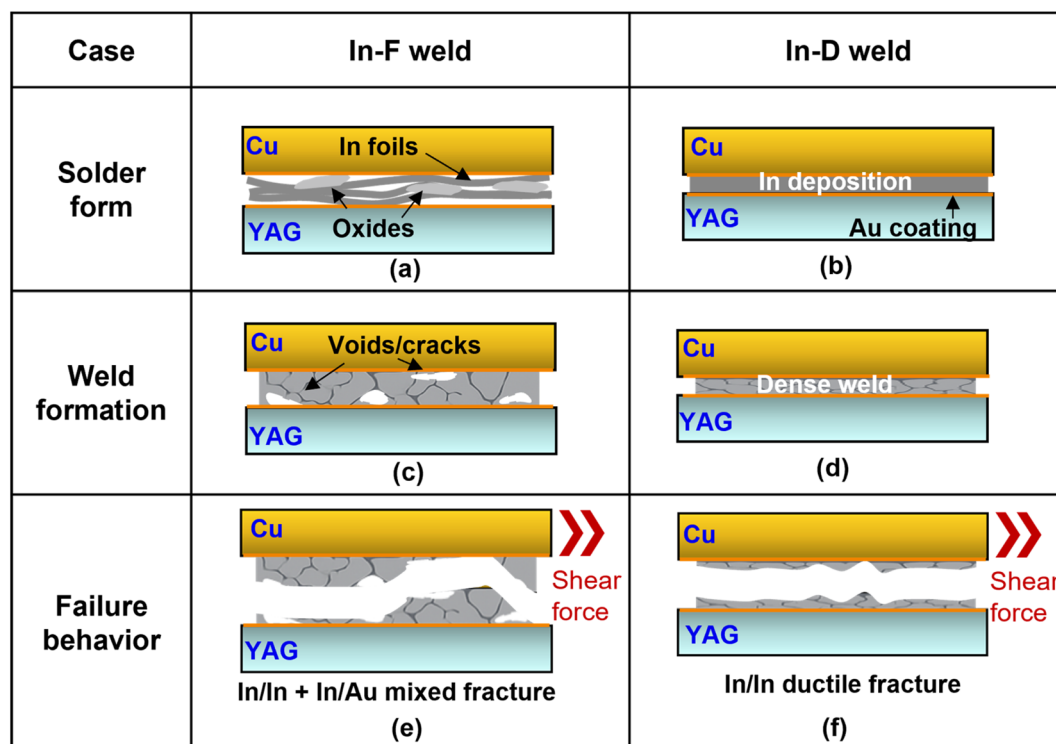 Case
In-F weld
In-D weld
Solder
form
Cu
In foils
Oxides
YAG
(a)
Cu
In deposition
YAG
Au coating
(b)
Weld
formation
Cu
Voids/cracks
YAG
(c)
Cu
Dense weld
YAG
(d)
Failure
behavior
Cu
Shear
force
YAG
In/In + In/Au mixed fracture
(e)
Cu
Shear
force
YAG
In/In ductile fracture
(f)